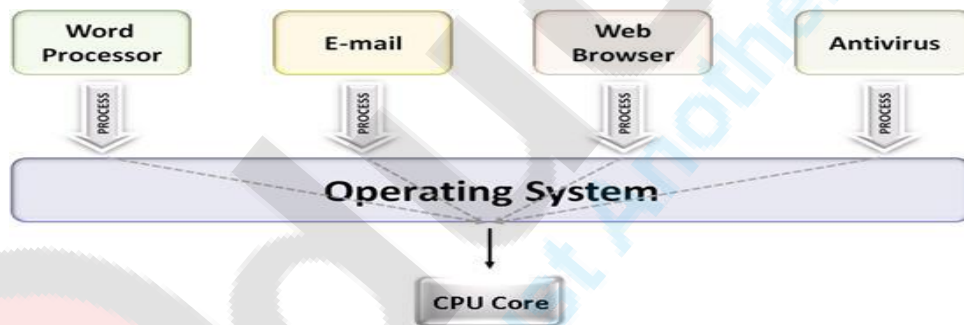 Word
Processor
E-mail
Web
Browser
Antivirus
PROCESS
PROCESS
PROCESS
PROCESS
Operating System
CPU Core